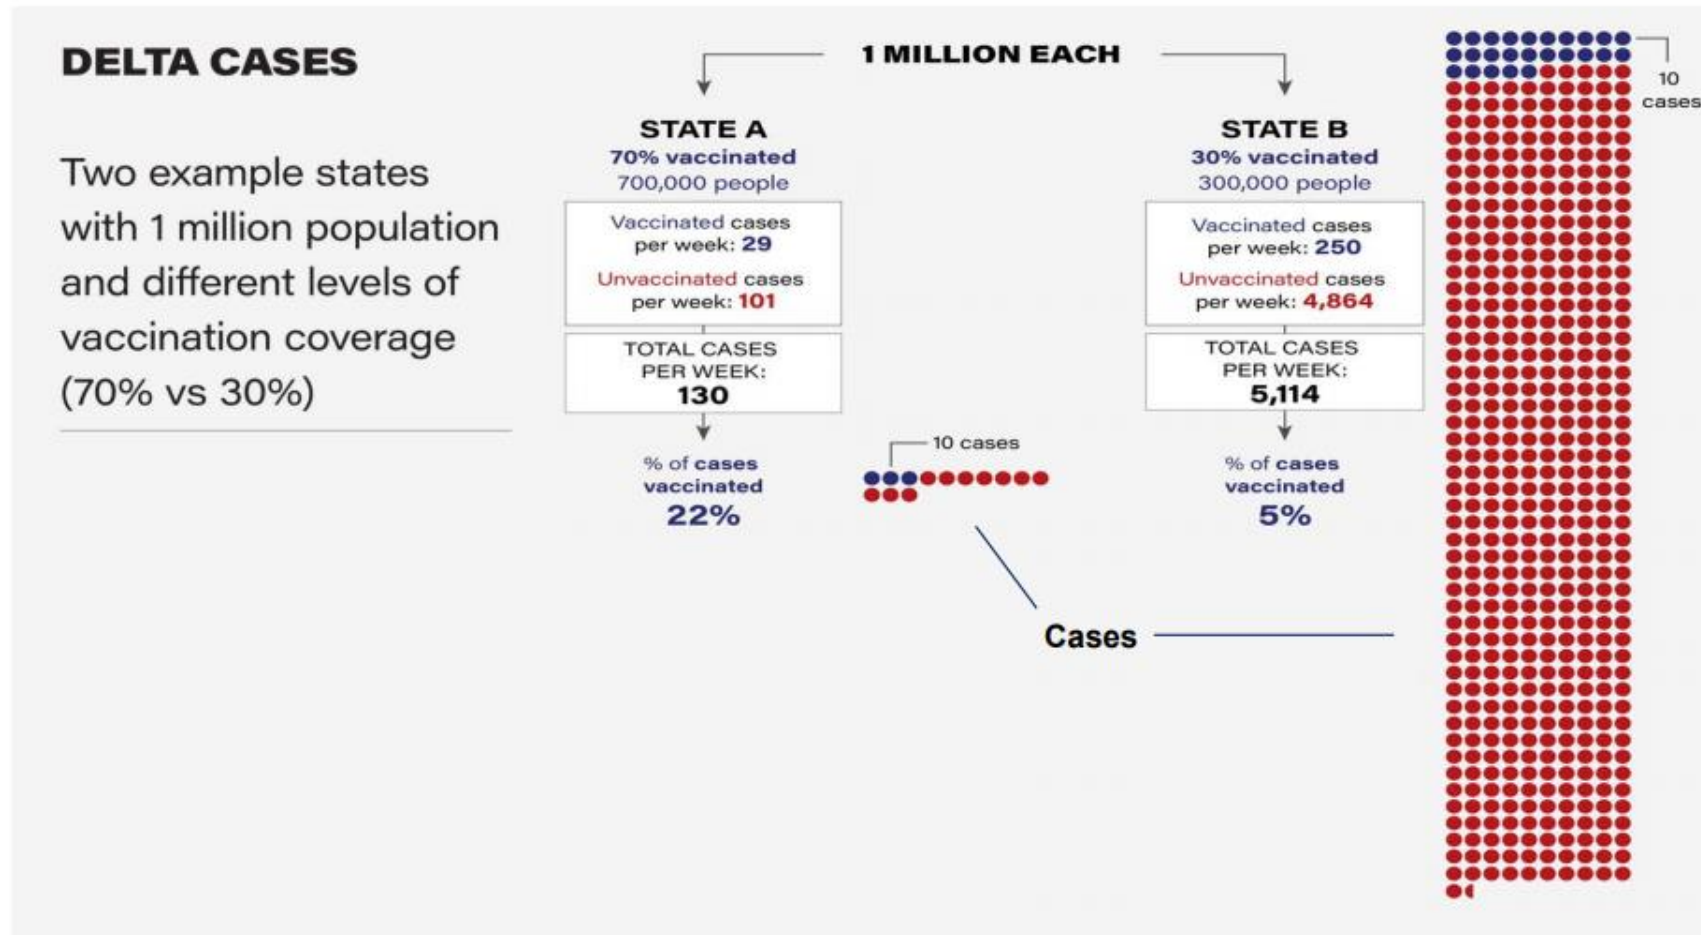 DELTA CASES
Two example states
with 1 million population
and different levels of
vaccination coverage
(70% vs 30%)
1 MILLION EACH
STATE A
70% vaccinated
700,000 people
Vaccinated cases
per week: 29
Unvaccinated cases
per week: 101
TOTAL CASES
PER WEEK:
130
% of cases
vaccinated
22%
10 cases
STATE B
30% vaccinated
300,000 people
Vaccinated cases
per week: 250
Unvaccinated cases
per week: 4,864
TOTAL CASES
PER WEEK:
5,114
% of cases
vaccinated
5%
10
cases
Cases